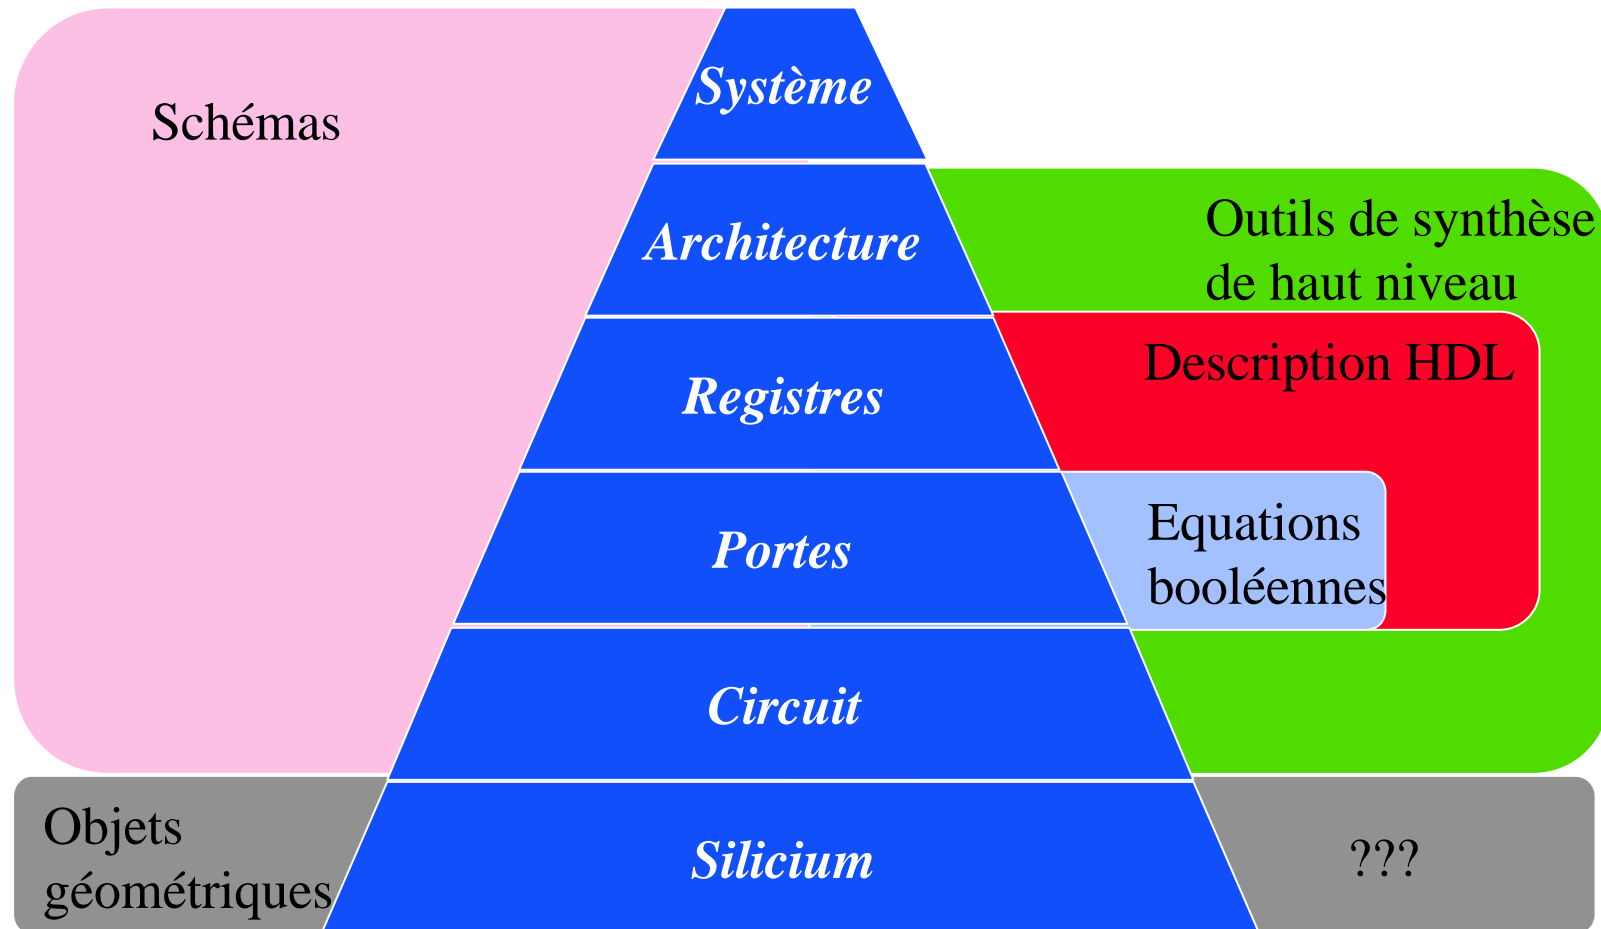 Système
Schémas
Architecture
Outils de synthèse
de haut niveau
Registres
Description HDL
Portes
Equations
booléennes
Circuit
Objets
géométriques
Silicium
???